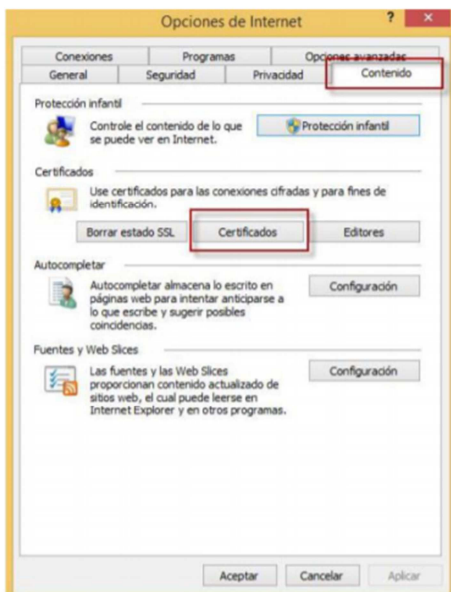 Opciones de Internet
?
×
Conexiones
Programas
Opciones avanzadas
General
Seguridad
Privacidad
Contenido
Protección infantil
Controle el contenido de lo que
se puede ver en Internet.
Protección infantil
Certificados
Use certificados para las conexiones cifradas y para fines de
identificación.
Borrar estado SSL
Certificados
Editores
Autocompletar
Autocompletar almacena lo escrito en
páginas web para intentar anticiparse a
lo que escribe y sugerir posibles
coincidencias.
Configuración
Fuentes y Web Slices
Las fuentes y las Web Slices
proporcionan contenido actualizado de
sitios web, el cual puede leerse en
Internet Explorer y en otros programas.
Configuración
Aceptar
Cancelar
Aplicar